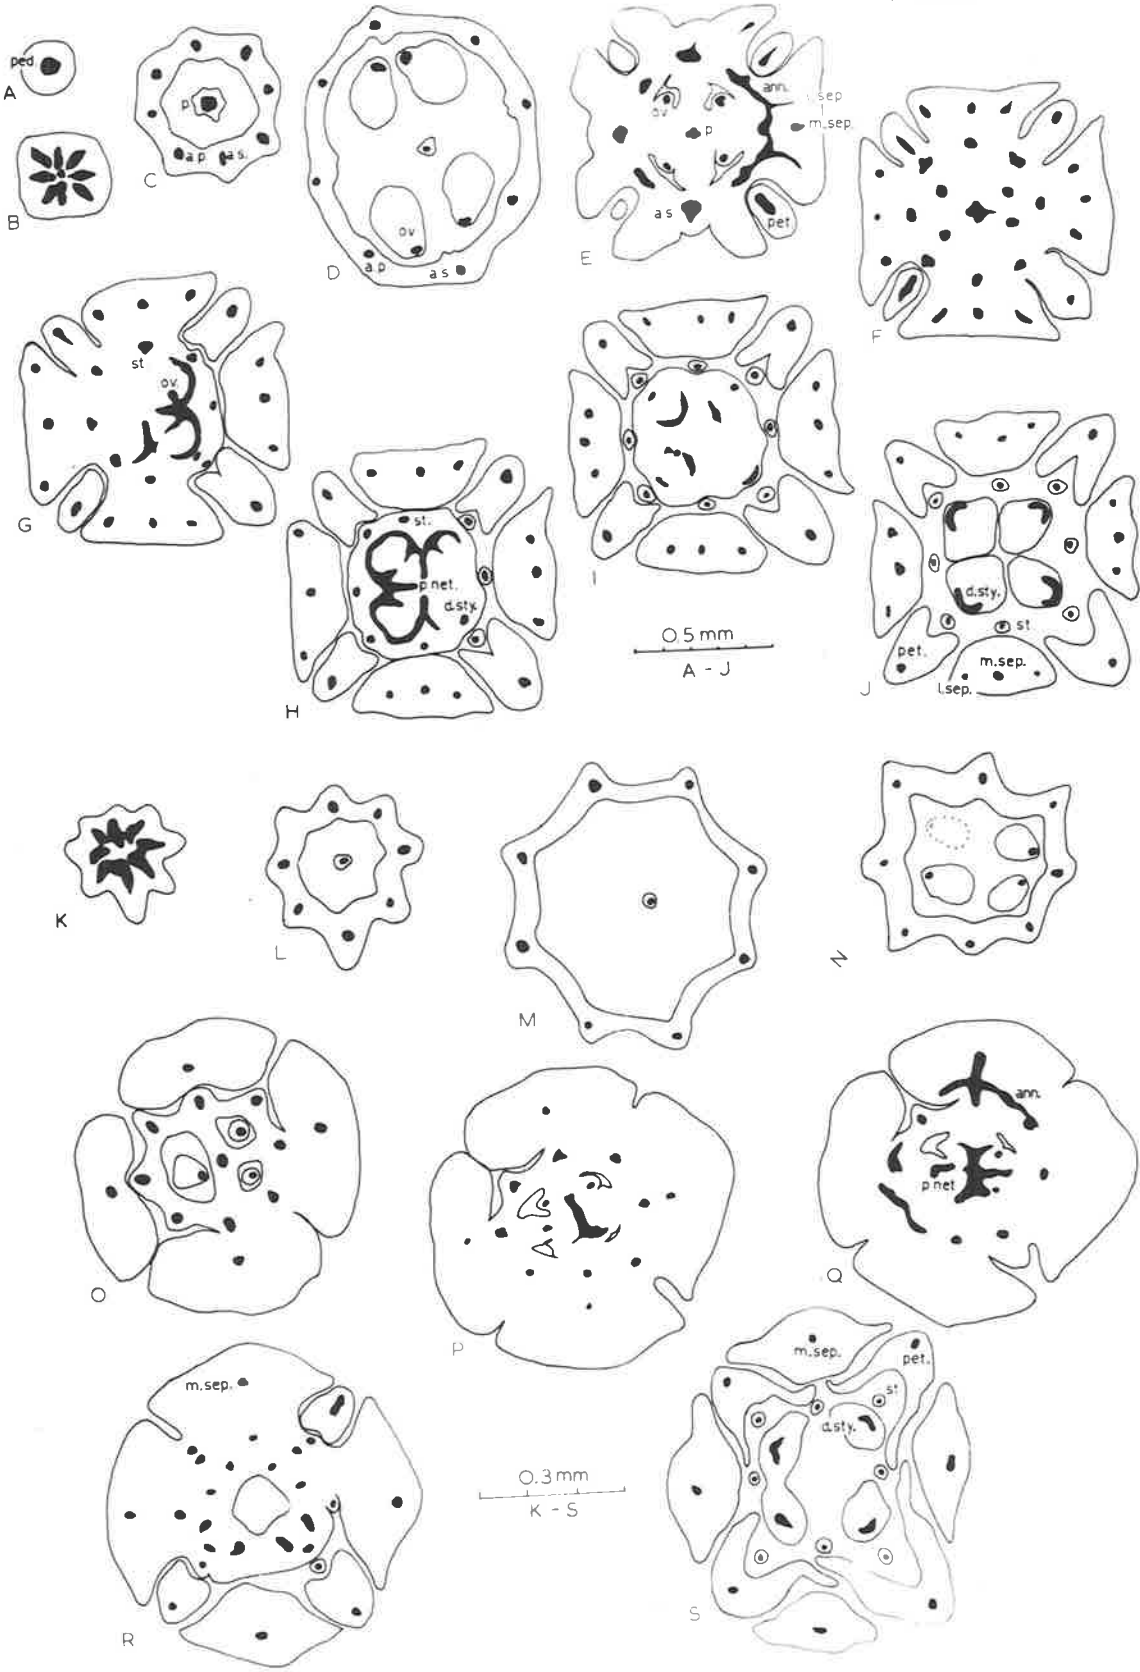 ped
A
B
p.
a.p. a.s.
C
ov
a.p
a s
D
ann.
l.sep
m.sep.
ov
p
a s
pet
E
F
st
ov.
G
st.
p.net.
d.sty.
H
I
0.5 mm
A - J
d.sty.
st
pet.
m.sep.
l.sep.
J
K
L
M
N
O
P
ann.
p net
Q
m.sep.
R
0.3 mm
K - S
m.sep.
pet.
st
d.sty.
S